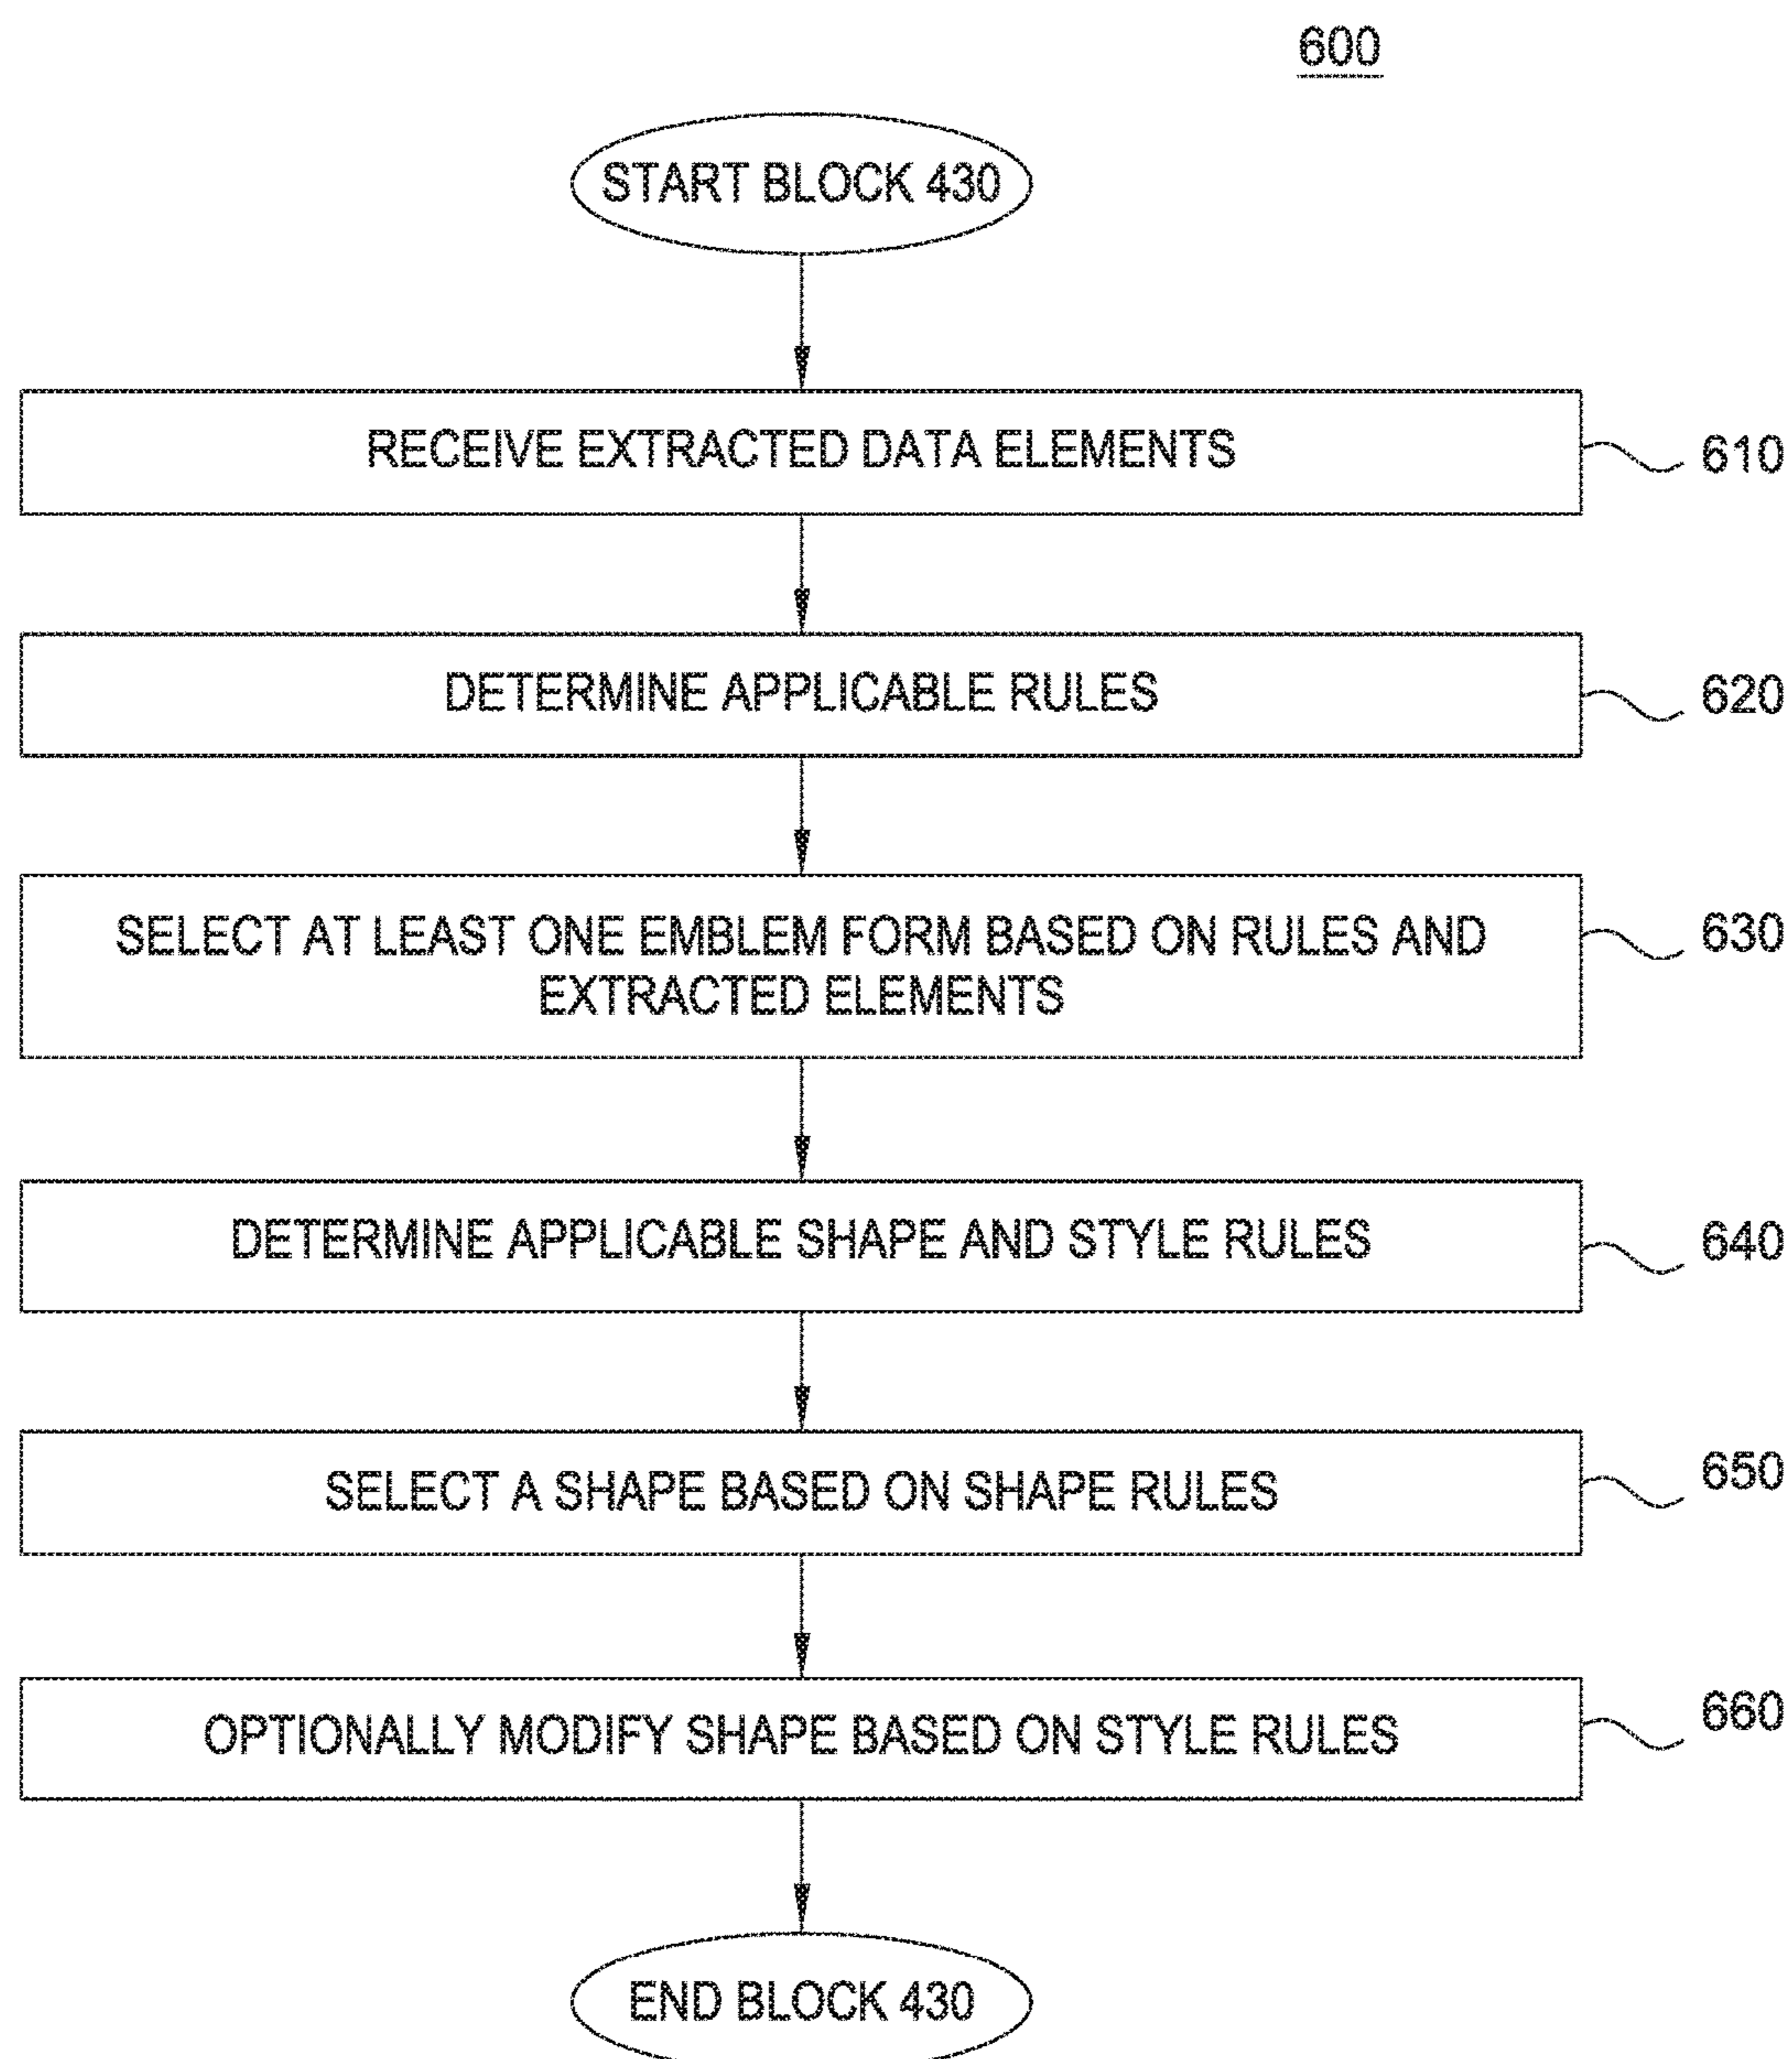 600
START BLOCK 430
RECEIVE EXTRACTED DATA ELEMENTS
610
DETERMINE APPLICABLE RULES
620
SELECT AT LEAST ONE EMBLEM FORM BASED ON RULES AND
EXTRACTED ELEMENTS
630
DETERMINE APPLICABLE SHAPE AND STYLE RULES
640
SELECT A SHAPE BASED ON SHAPE RULES
650
OPTIONALLY MODIFY SHAPE BASED ON STYLE RULES
660
END BLOCK 430